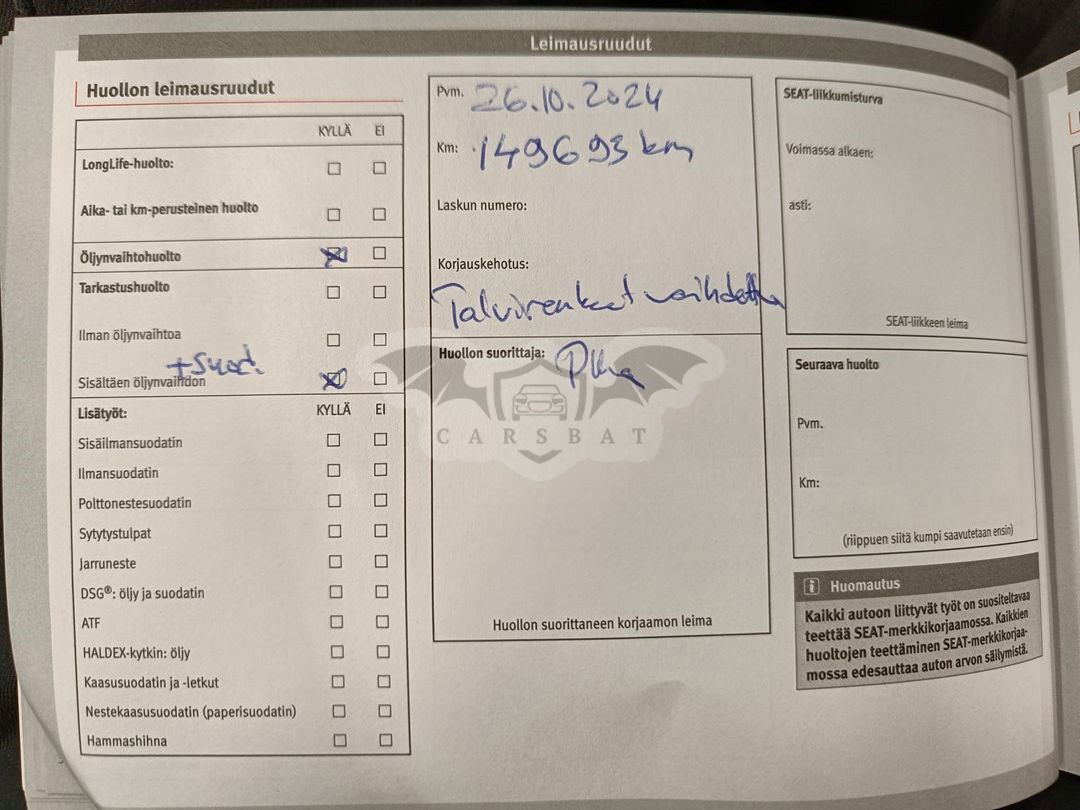 Leimausruudut
Huollon leimausruudut
KYLLÄ EI
LongLife-huolto:
Aika- tai km-perusteinen huolto
Öljynvaihtohuolto
Tarkastushuolto
Ilman öljynvaihtoa
+Suod.
Sisältäen öljynvaihdon
Lisätyöt: KYLLÄ EI
Sisäilmansuodatin
Ilmansuodatin
Polttonestesuodatin
Sytytystulpat
Jarruneste
DSG®: öljy ja suodatin
ATF
HALDEX-kytkin: öljy
Kaasusuodatin ja -letkut
Nestekaasusuodatin (paperisuodatin)
Hammashihna
Pvm. 26.10.2024
Km: 149693 km
Laskun numero:
Korjauskehotus:
Talvirenkaat vaihdettu
Huollon suorittaja:
CARSBAT
Huollon suorittaneen korjaamon leima
SEAT-liikkumisturva
Voimassa alkaen:
asti:
SEAT-liikkeen leima
Seuraava huolto
Pvm.
Km:
(riippuen siitä kumpi saavutetaan ensin)
i Huomautus
Kaikki autoon liittyvät työt on suositeltavaa
teettää SEAT-merkkikorjaamossa. Kaikkien
huoltojen teettäminen SEAT-merkkikorjaa-
mossa edesauttaa auton arvon säilymistä.